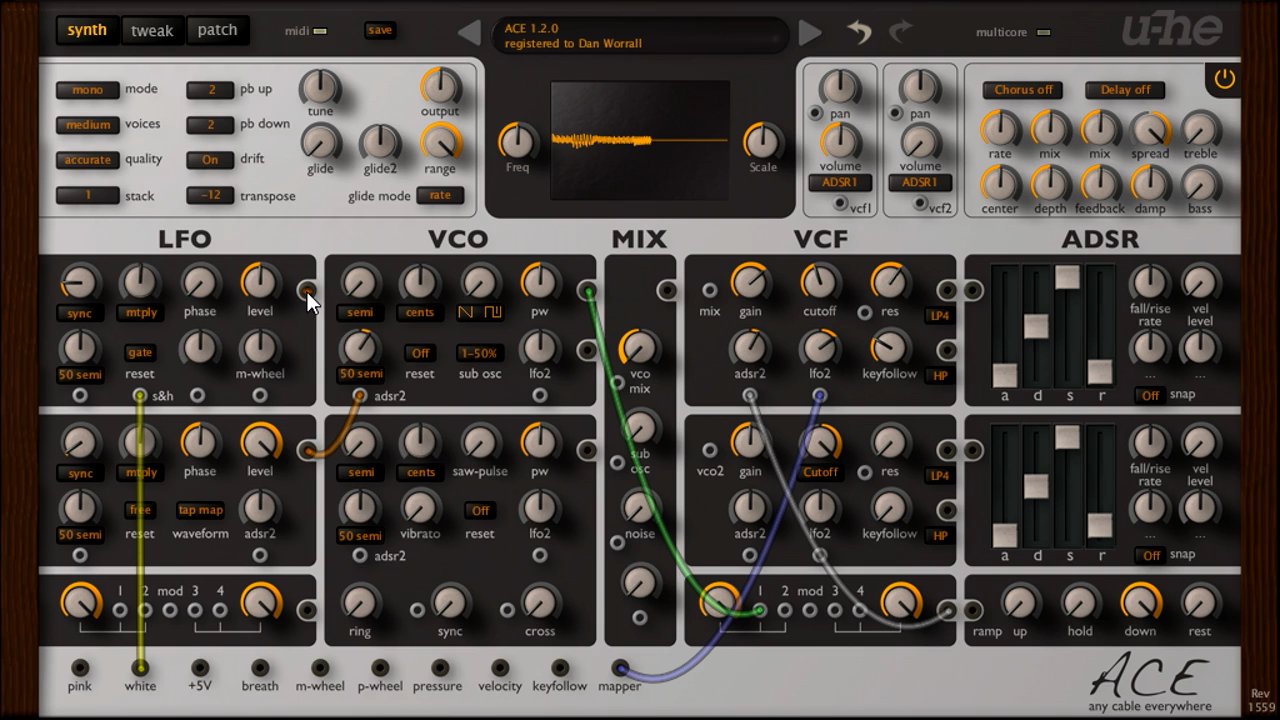 synth tweak patch midi save ACE 1.2.0 multicore u-he
registered to Dan Worrall
mono mode 2 pb up tune output pan pan Chorus off Delay off
medium voices 2 pb down
accurate quality On drift glide glide2 range Freq Scale volume volume rate mix mix spread treble
1 stack -12 transpose glide mode rate ADSR1 ADSR1
vcf1 vcf2 center depth feedback damp bass
LFO VCO MIX VCF ADSR
sync mtply phase level semi cents pw mix gain cutoff res LP4 fall/rise rate vel level
50 semi gate reset m-wheel 50 semi Off reset 1-50% sub osc lfo2 vco mix adsr2 lfo2 keyfollow HP ... ...
s&h adsr2 a d s r Off snap
sync mtply phase level semi cents saw-pulse pw sub osc vco2 gain Cutoff res LP4 fall/rise rate vel level
50 semi free reset tap map waveform adsr2 50 semi vibrato Off reset lfo2 noise adsr2 lfo2 keyfollow HP ... ...
adsr2 a d s r Off snap
1 2 mod 3 4 1 2 mod 3 4
ring sync cross ramp up hold down rest
pink white +5V breath m-wheel p-wheel pressure velocity keyfollow mapper
ACE
any cable everywhere
Rev
1559